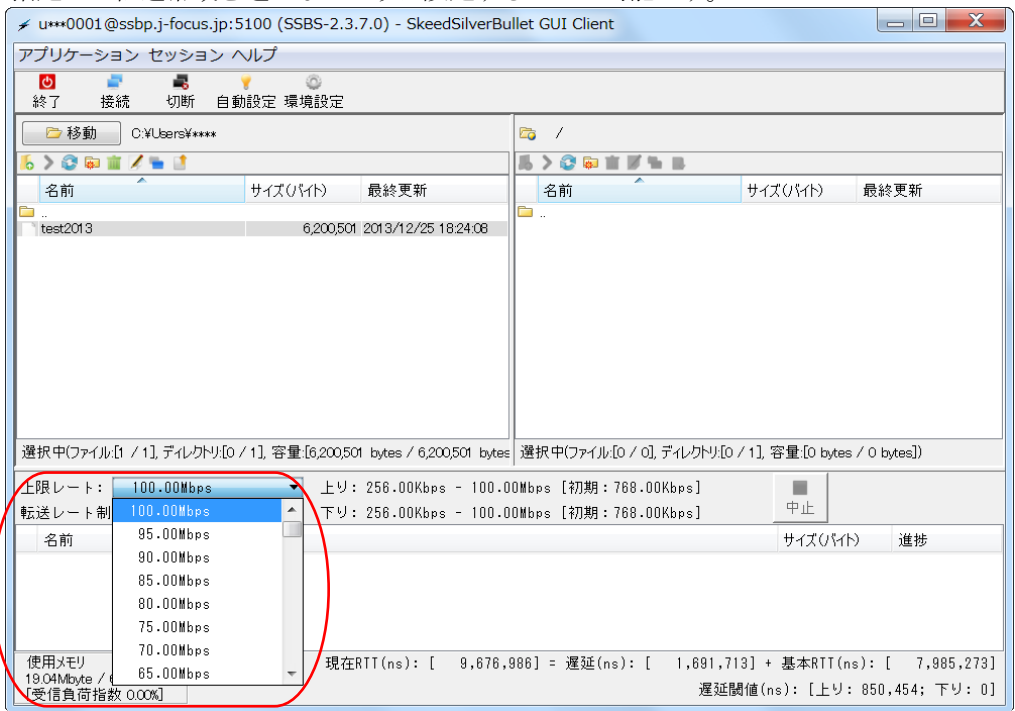 u***0001@ssbp.j-focus.jp:5100 (SSBS-2.3.7.0) - SkeedSilverBullet GUI Client
アプリケーション セッション ヘルプ
終了 接続 切断 自動設定 環境設定
移動 C:¥Users¥****
/
名前 サイズ(バイト) 最終更新
名前 サイズ(バイト) 最終更新
..
..
test2013 6,200,501 2013/12/25 18:24:08
選択中(ファイル:[1 / 1], ディレクトリ:[0 / 1], 容量:[6,200,501 bytes / 6,200,501 bytes
選択中(ファイル:[0 / 0], ディレクトリ:[0 / 1], 容量:[0 bytes / 0 bytes])
上限レート: 100.00Mbps 上り: 256.00Kbps - 100.00Mbps [初期:768.00Kbps]
転送レート制 下り: 256.00Kbps - 100.00Mbps [初期:768.00Kbps]
中止
100.00Mbps
95.00Mbps
90.00Mbps
85.00Mbps
80.00Mbps
75.00Mbps
70.00Mbps
65.00Mbps
名前 サイズ(バイト) 進捗
使用メモリ
19.04Mbyte /
[受信負荷指数 0.00%]
現在RTT(ns): [ 9,676,986] = 遅延(ns): [ 1,691,713] + 基本RTT(ns): [ 7,985,273]
遅延閾値(ns): [上り: 850,454; 下り: 0]